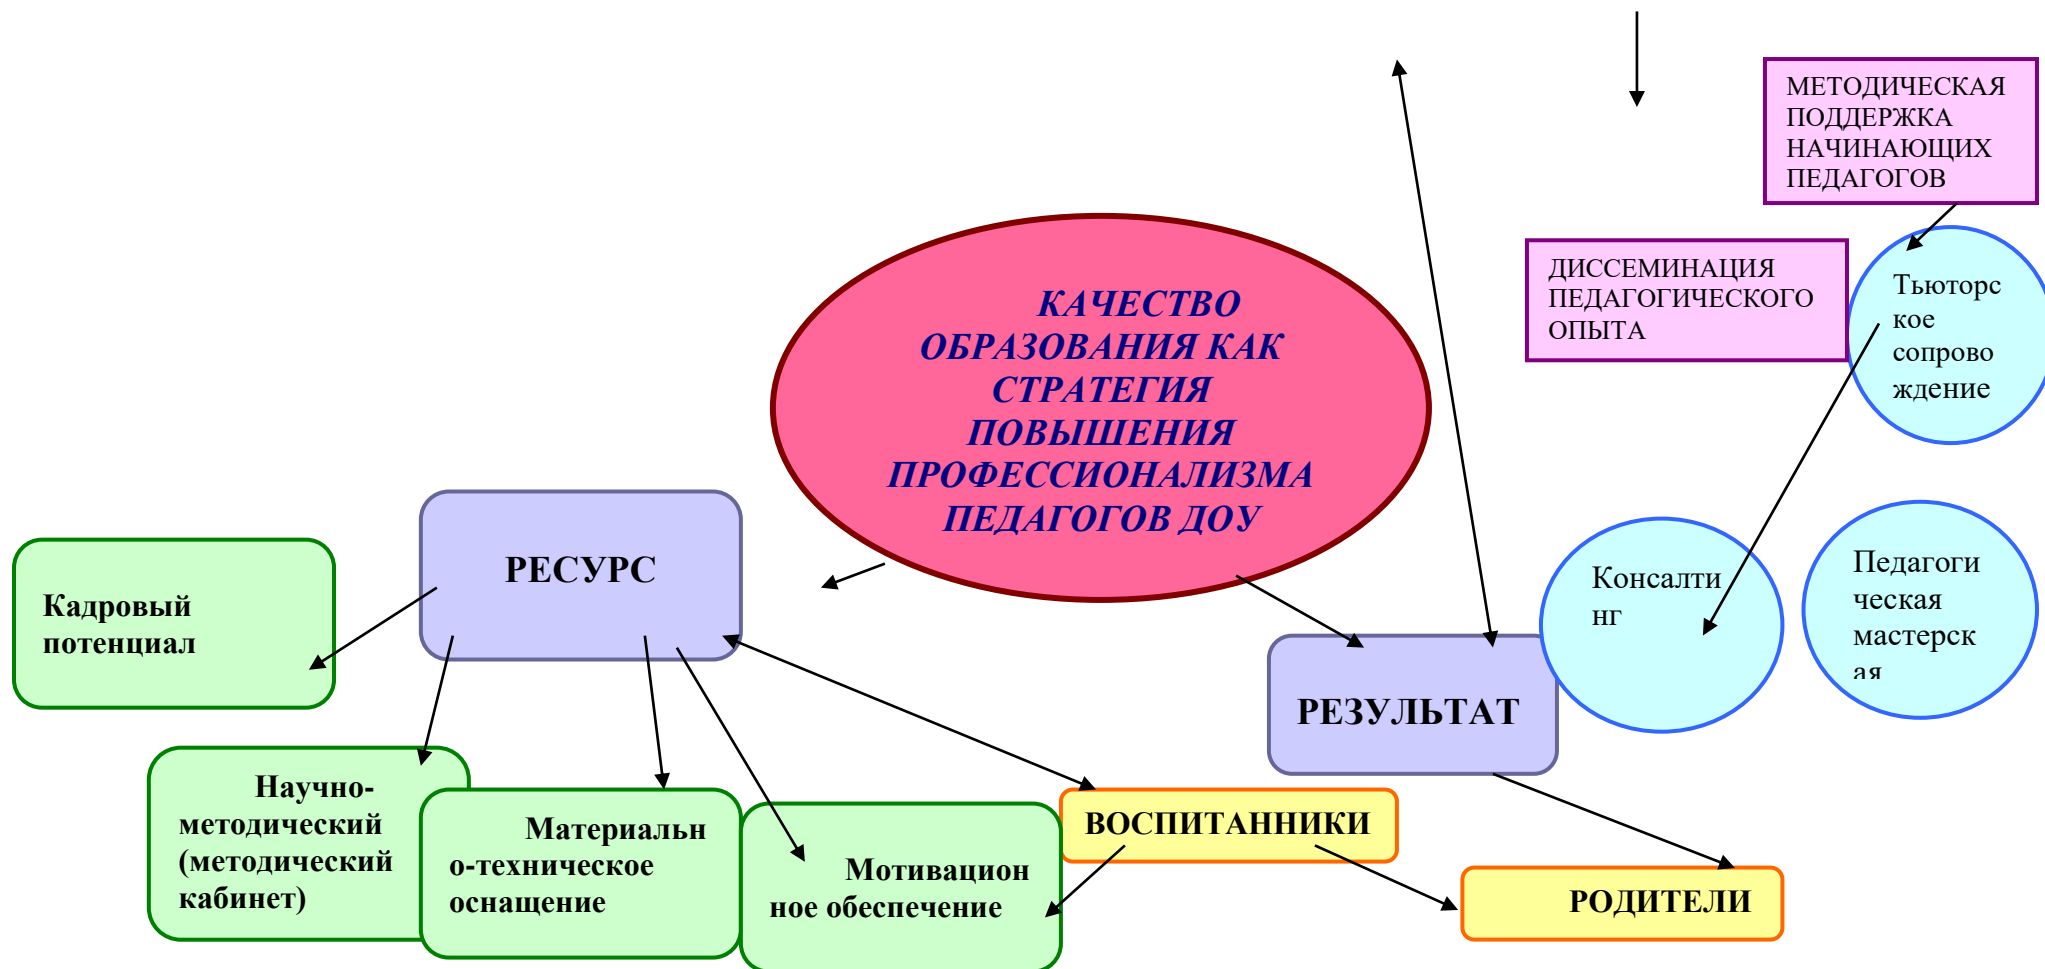 МЕТОДИЧЕСКАЯ
ПОДДЕРЖКА
НАЧИНАЮЩИХ
ПЕДАГОГОВ
ДИССЕМИНАЦИЯ
ПЕДАГОГИЧЕСКОГО
ОПЫТА
Тьюторс
кое
сопрово
ждение
КАЧЕСТВО
ОБРАЗОВАНИЯ КАК
СТРАТЕГИЯ
ПОВЫШЕНИЯ
ПРОФЕССИОНАЛИЗМА
ПЕДАГОГОВ ДОУ
РЕСУРС
Консалти
нг
Педагоги
ческая
мастерск
ая
Кадровый
потенциал
РЕЗУЛЬТАТ
Научно-
методический
(методический
кабинет)
Материальн
о-техническое
оснащение
Мотивацион
ное обеспечение
ВОСПИТАННИКИ
РОДИТЕЛИ